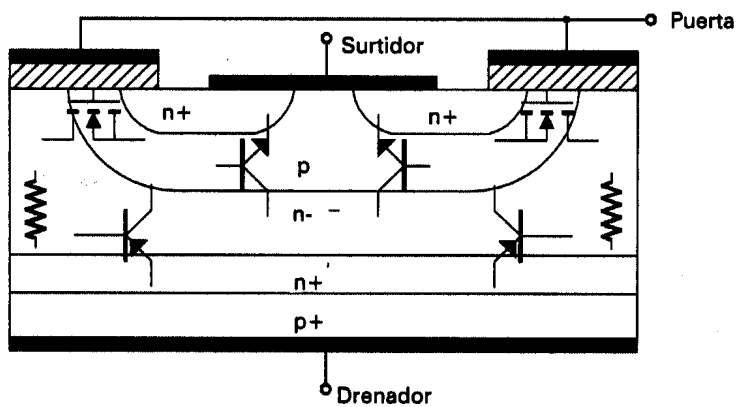 Puerta
Surtidor
n+ n+
p
n-
n+
p+
Drenador